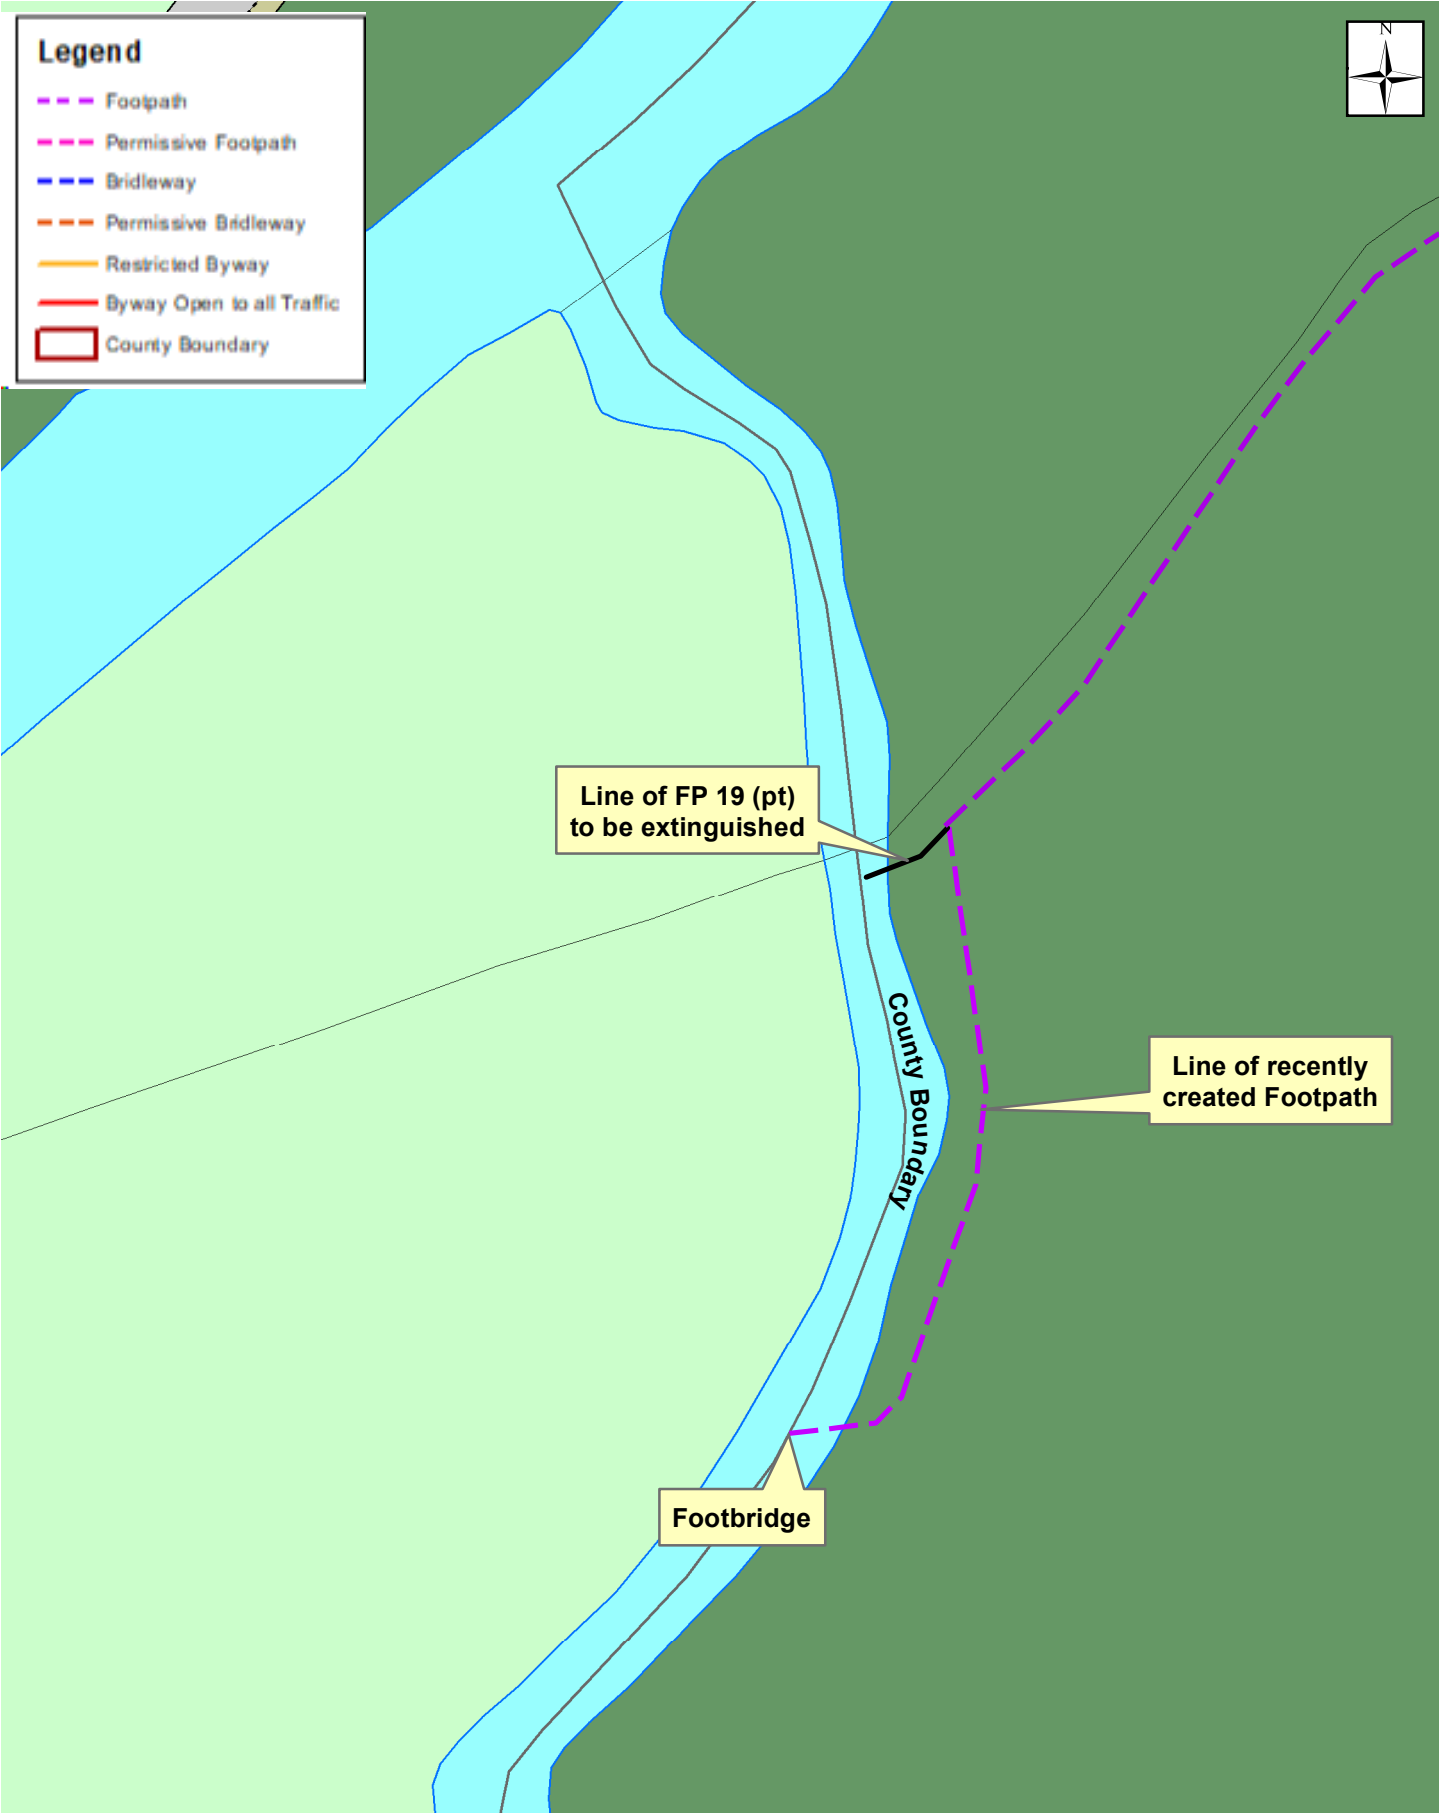 Legend
Footpath
Permissive Footpath
Bridleway
Permissive Bridleway
Restricted Byway
Byway Open to all Traffic
County Boundary
N
Line of FP 19 (pt)
to be extinguished
County Boundary
Line of recently
created Footpath
Footbridge